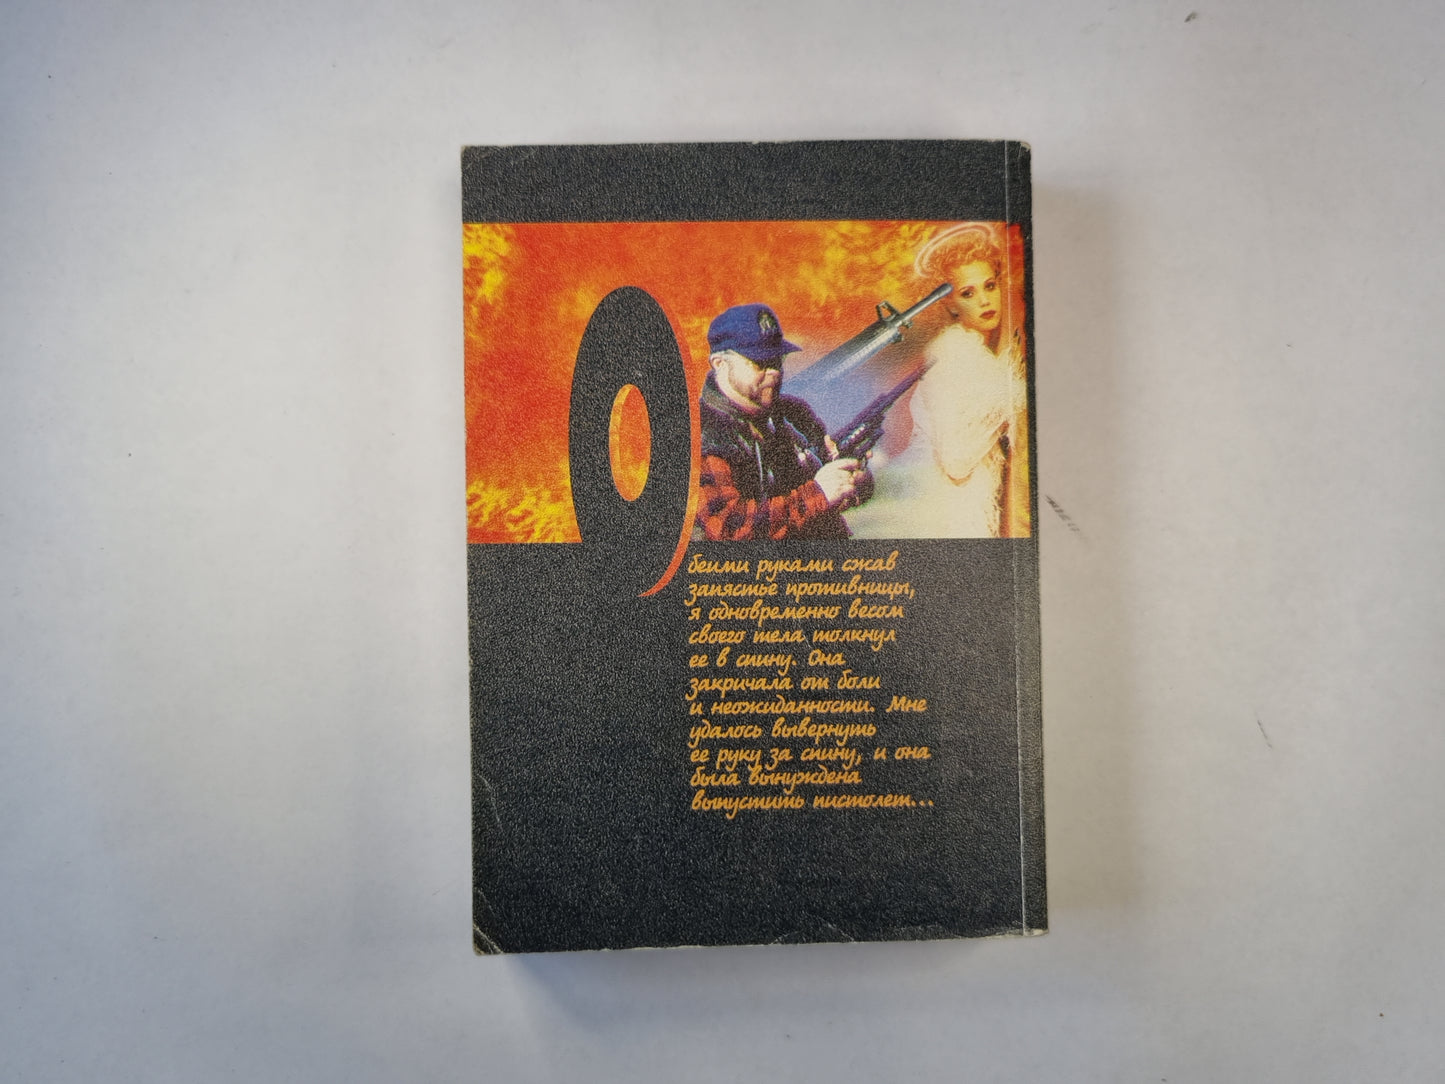 О
беими руками сжав
запястье противницы,
я одновременно весом
своего тела толкнул
ее в спину. Она
закричала от боли
и неожиданности. Мне
удалось вывернуть
ее руку за спину, и она
была вынуждена
выпустить пистолет...